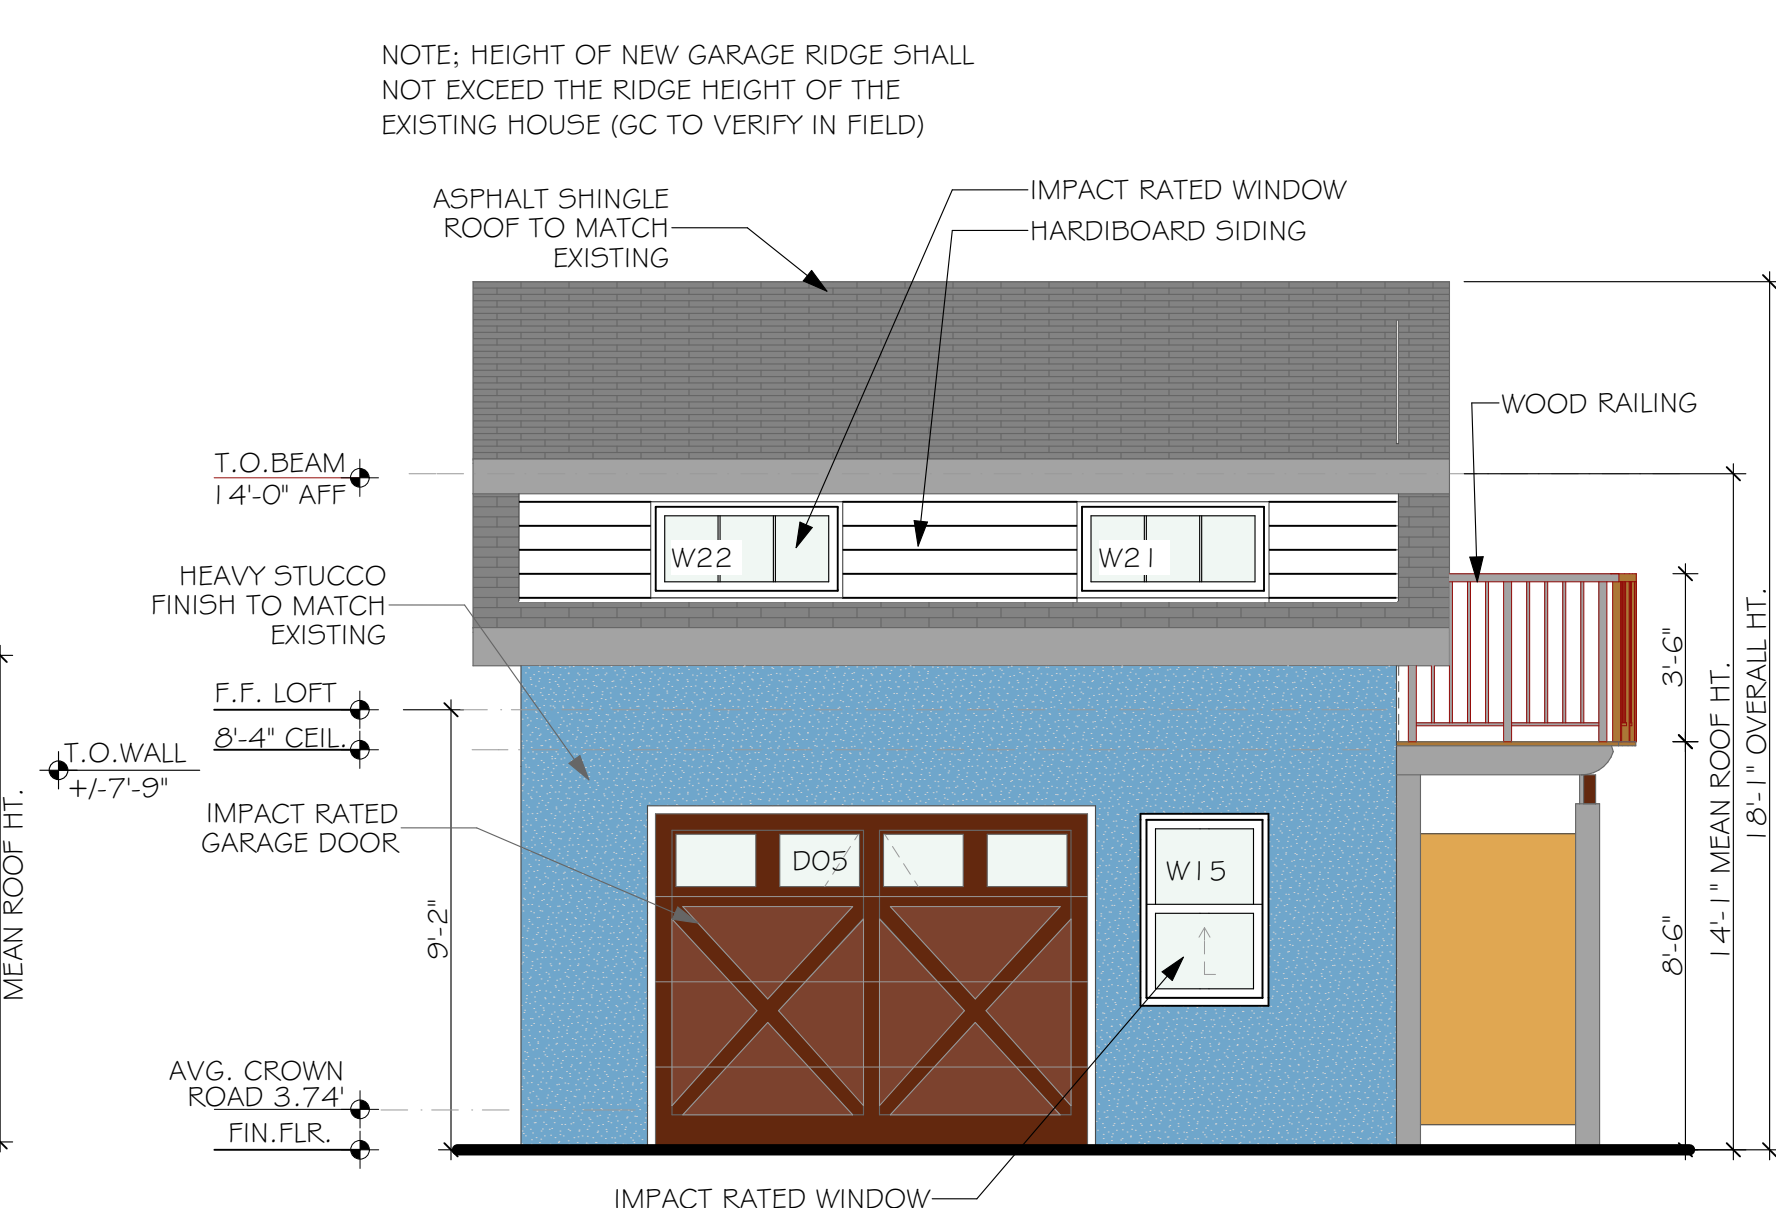 NOTE; HEIGHT OF NEW GARAGE RIDGE SHALL
NOT EXCEED THE RIDGE HEIGHT OF THE
EXISTING HOUSE (GC TO VERIFY IN FIELD)
ASPHALT SHINGLE
ROOF TO MATCH
EXISTING
IMPACT RATED WINDOW
HARDIBOARD SIDING
WOOD RAILING
T.O.BEAM
14'-0" AFF
W22
W21
HEAVY STUCCO
FINISH TO MATCH
EXISTING
F.F. LOFT
8'-4" CEIL.
T.O.WALL
+/-7'-9"
MEAN ROOF HT.
IMPACT RATED
GARAGE DOOR
9'-2"
D05
W15
3'-6"
8'-6"
14'-1" MEAN ROOF HT.
18'-1" OVERALL HT.
AVG. CROWN
ROAD 3.74'
FIN.FLR.
IMPACT RATED WINDOW